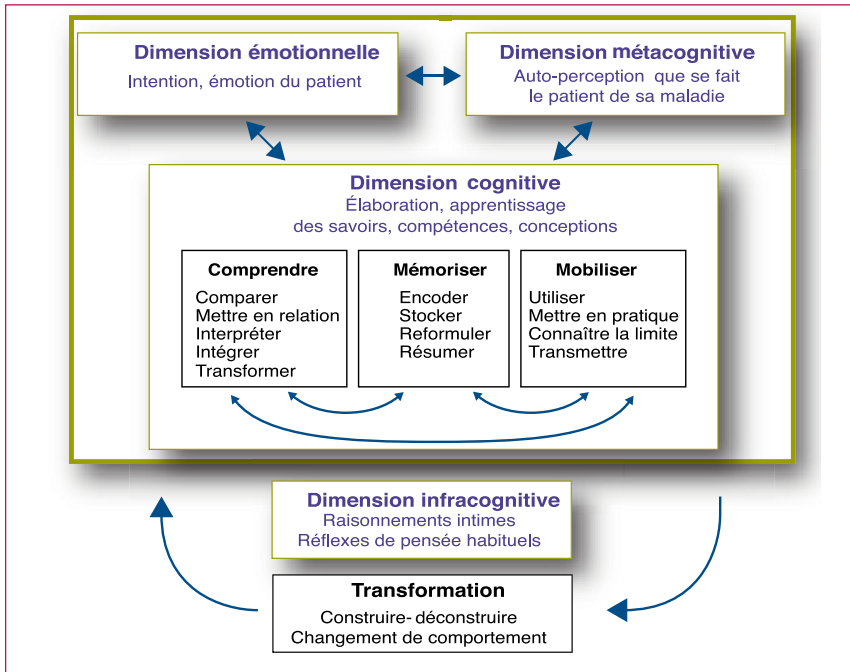 Dimension émotionnelle
Intention, émotion du patient
Dimension métacognitive
Auto-perception que se fait
le patient de sa maladie
Dimension cognitive
Élaboration, apprentissage
des savoirs, compétences, conceptions
Comprendre
Comparer
Mettre en relation
Interpréter
Intégrer
Transformer
Mémoriser
Encoder
Stocker
Reformuler
Résumer
Mobiliser
Utiliser
Mettre en pratique
Connaître la limite
Transmettre
Dimension infracognitive
Raisonnements intimes
Réflexes de pensée habituels
Transformation
Construire-déconstruire
Changement de comportement